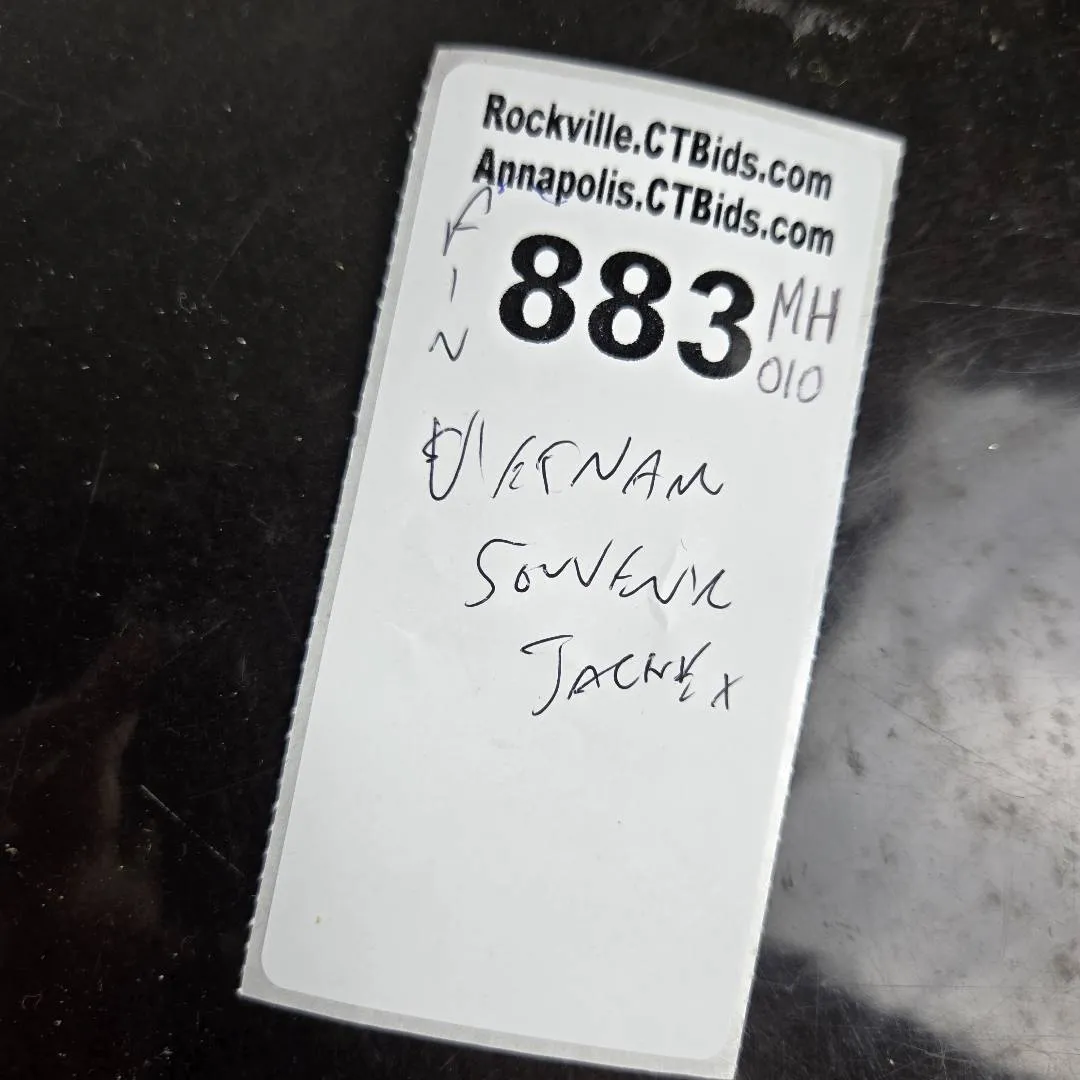 Rockville.CTBids.com
Annapolis.CTBids.com
FIN
883 MH
010
VIETNAM
SOUVENIR
JACKET